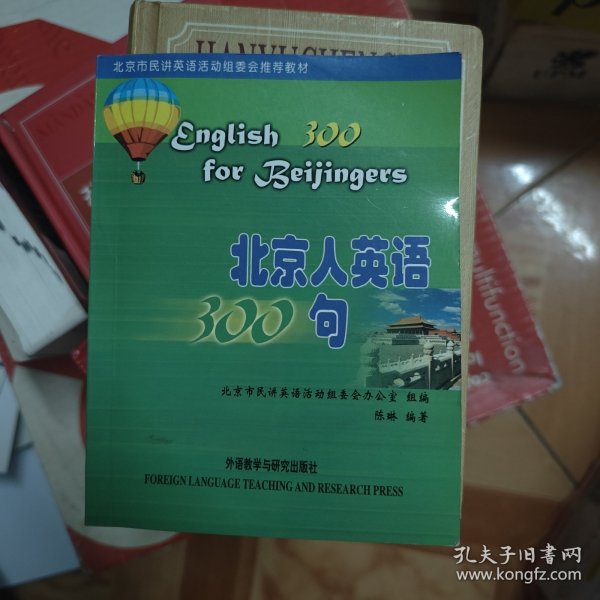 HANYU CHENG
北京市民讲英语活动组委会推荐教材
English 300
for Beijingers
北京人英语
300句
北京市民讲英语活动组委会办公室 组编
陈琳 编著
外语教学与研究出版社
FOREIGN LANGUAGE TEACHING AND RESEARCH PRESS
multifunction
孔夫子旧书网
www.kongfz.com